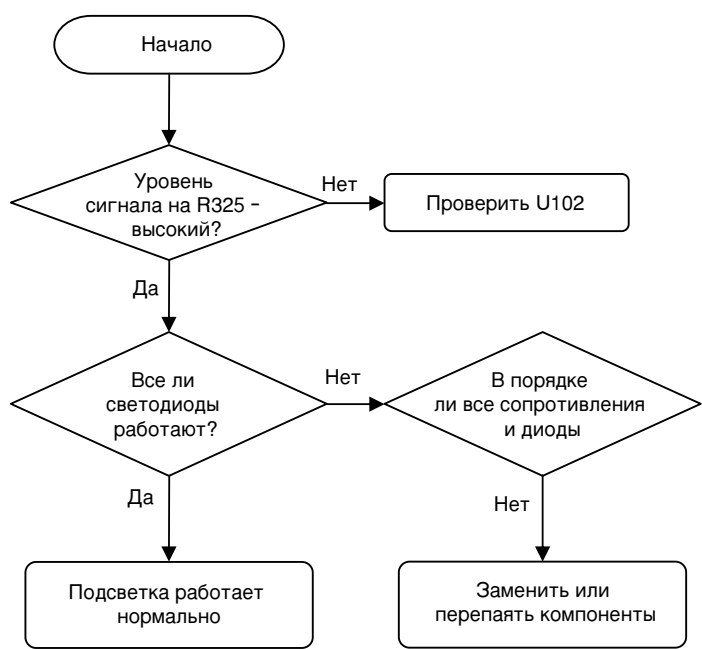 Начало
Уровень
сигнала на R325 -
высокий?
Нет
Проверить U102
Да
Все ли
светодиоды
работают?
Нет
В порядке
ли все сопротивления
и диоды
Да
Нет
Подсветка работает
нормально
Заменить или
перепаять компоненты